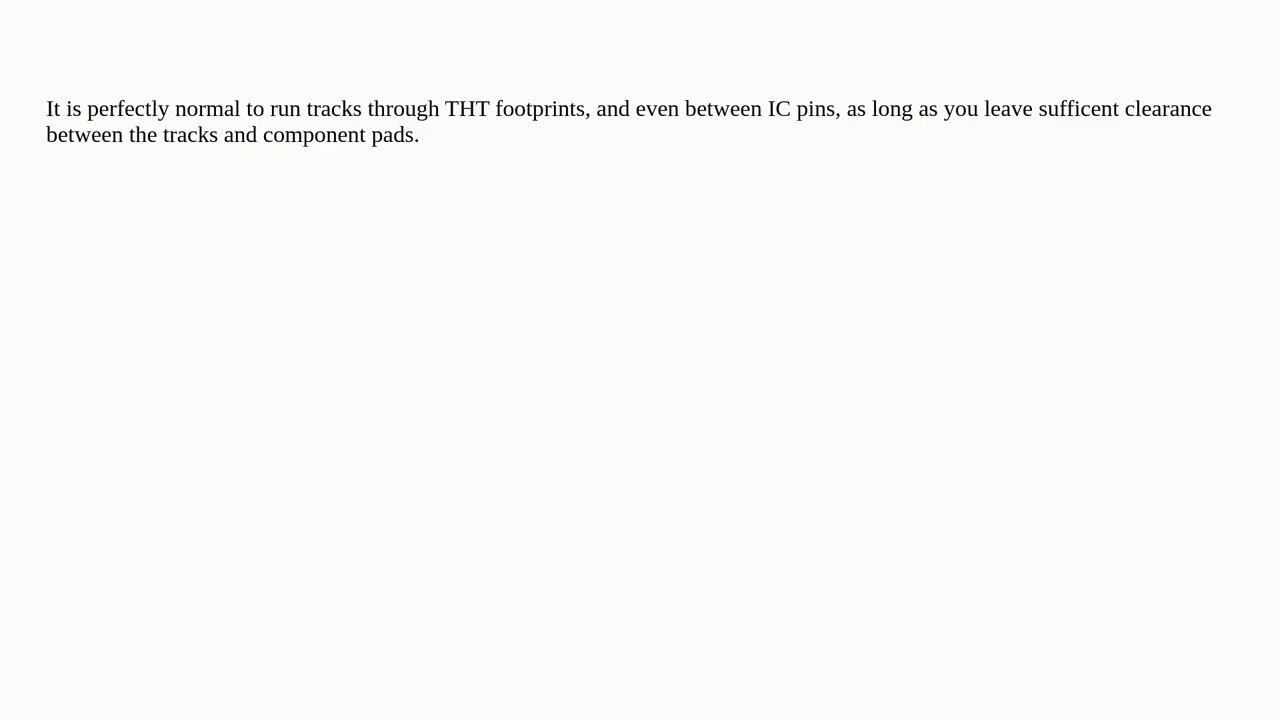 It is perfectly normal to run tracks through THT footprints, and even between IC pins, as long as you leave sufficent clearance
between the tracks and component pads.